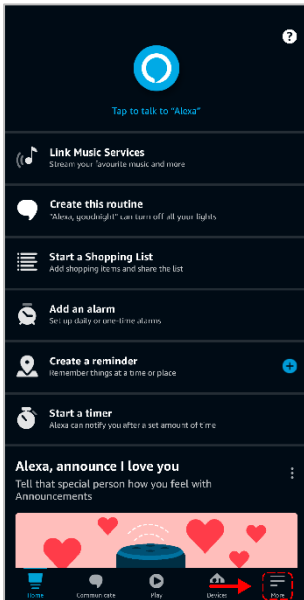 ?
Tap to talk to "Alexa"
Link Music Services
Stream your favourite music and more
Create this routine
"Alexa, goodnight" can turn off all your lights
Start a Shopping List
Add shopping items and share the list
Add an alarm
Set up daily or one-time alarms
Create a reminder
Remember things at a time or place
Start a timer
Alexa can notify you after a set amount of time
Alexa, announce I love you
Tell that special person how you feel with
Announcements
Home Communicate Play Devices More